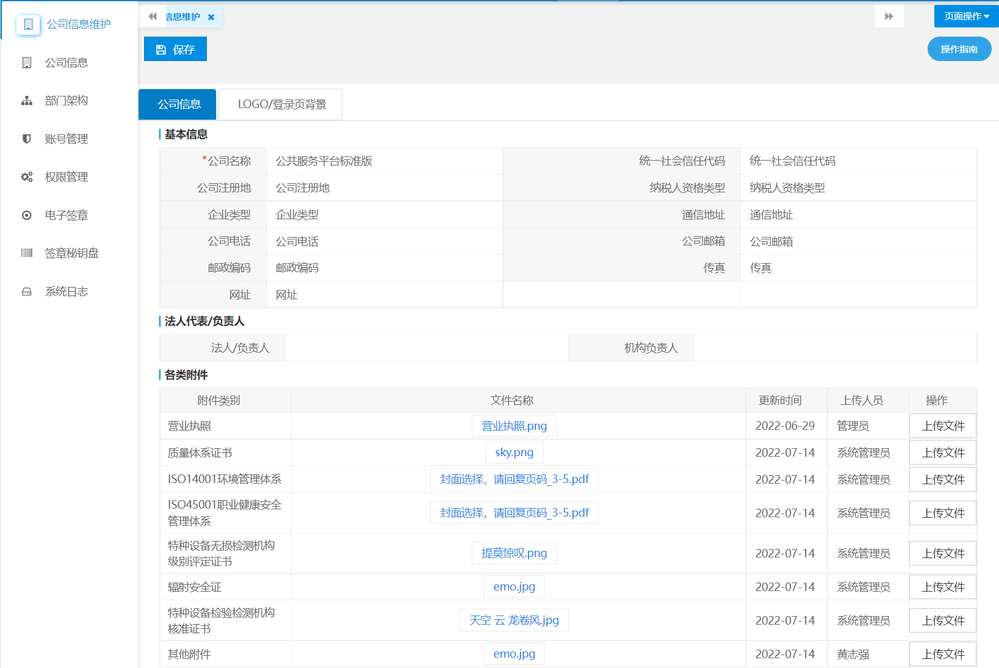 公司信息维护
公司信息
部门架构
账号管理
权限管理
电子签章
签章秘钥盘
系统日志
信息维护
页面操作
保存
操作指南
公司信息 LOGO/登录页背景
基本信息
*公司名称 公共服务平台标准版 统一社会信任代码 统一社会信任代码
公司注册地 公司注册地 纳税人资格类型 纳税人资格类型
企业类型 企业类型 通信地址 通信地址
公司电话 公司电话 公司邮箱 公司邮箱
邮政编码 邮政编码 传真 传真
网址 网址
法人代表/负责人
法人/负责人 机构负责人
各类附件
附件类别 文件名称 更新时间 上传人员 操作
营业执照 营业执照.png 2022-06-29 管理员 上传文件
质量体系证书 sky.png 2022-07-14 系统管理员 上传文件
ISO14001环境管理体系 封面选择，请回复页码_3-5.pdf 2022-07-14 系统管理员 上传文件
ISO45001职业健康安全
管理体系 封面选择，请回复页码_3-5.pdf 2022-07-14 系统管理员 上传文件
特种设备无损检测机构
级别评定证书 提莫惊叹.png 2022-07-14 系统管理员 上传文件
辐射安全证 emo.jpg 2022-07-14 系统管理员 上传文件
特种设备检验检测机构
核准证书 天空 云 龙卷风.jpg 2022-07-14 系统管理员 上传文件
其他附件 emo.jpg 2022-07-14 黄志强 上传文件